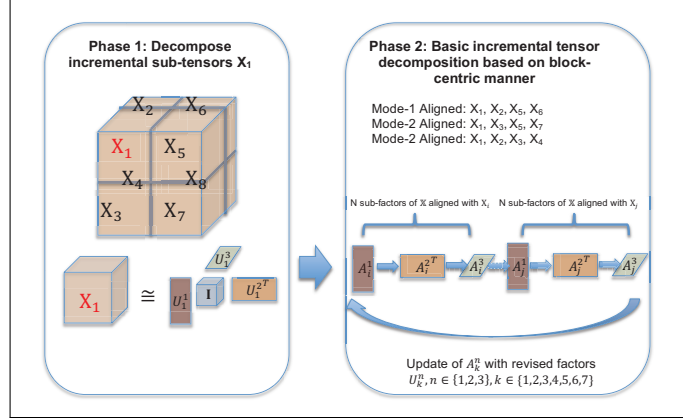 Phase 1: Decompose
incremental sub-tensors X₁
X₂ X₆
X₁ X₅
X₄ X₈
X₃ X₇
U₁³
X₁ ≅ U₁¹ I U₁²ᵀ
Phase 2: Basic incremental tensor
decomposition based on block-
centric manner
Mode-1 Aligned: X₁, X₂, X₅, X₆
Mode-2 Aligned: X₁, X₃, X₅, X₇
Mode-2 Aligned: X₁, X₂, X₃, X₄
N sub-factors of 𝕏 aligned with X𝑖 N sub-factors of 𝕏 aligned with X𝑗
A𝑖¹ A𝑖²ᵀ A𝑖³ A𝑗¹ A𝑗²ᵀ A𝑗³
Update of A𝑘ⁿ with revised factors
U𝑘ⁿ, n ∈ {1,2,3}, k ∈ {1,2,3,4,5,6,7}